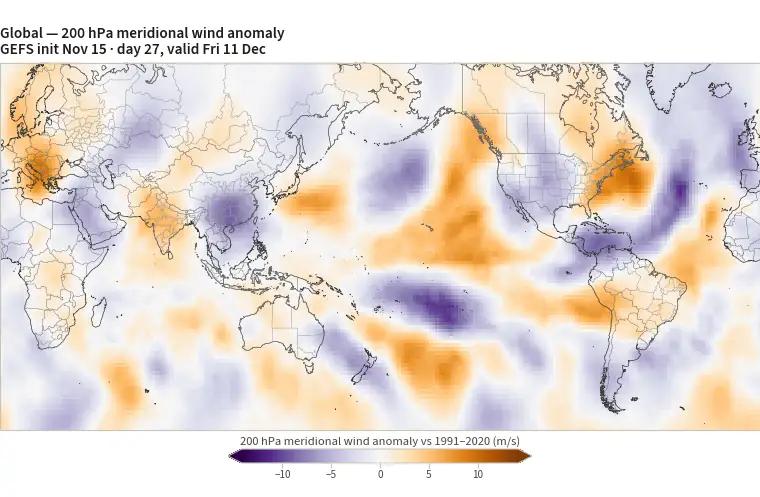 Global — 200 hPa meridional wind anomaly
GEFS init Nov 15 · day 27, valid Fri 11 Dec
200 hPa meridional wind anomaly vs 1991–2020 (m/s)
−10 −5 0 5 10